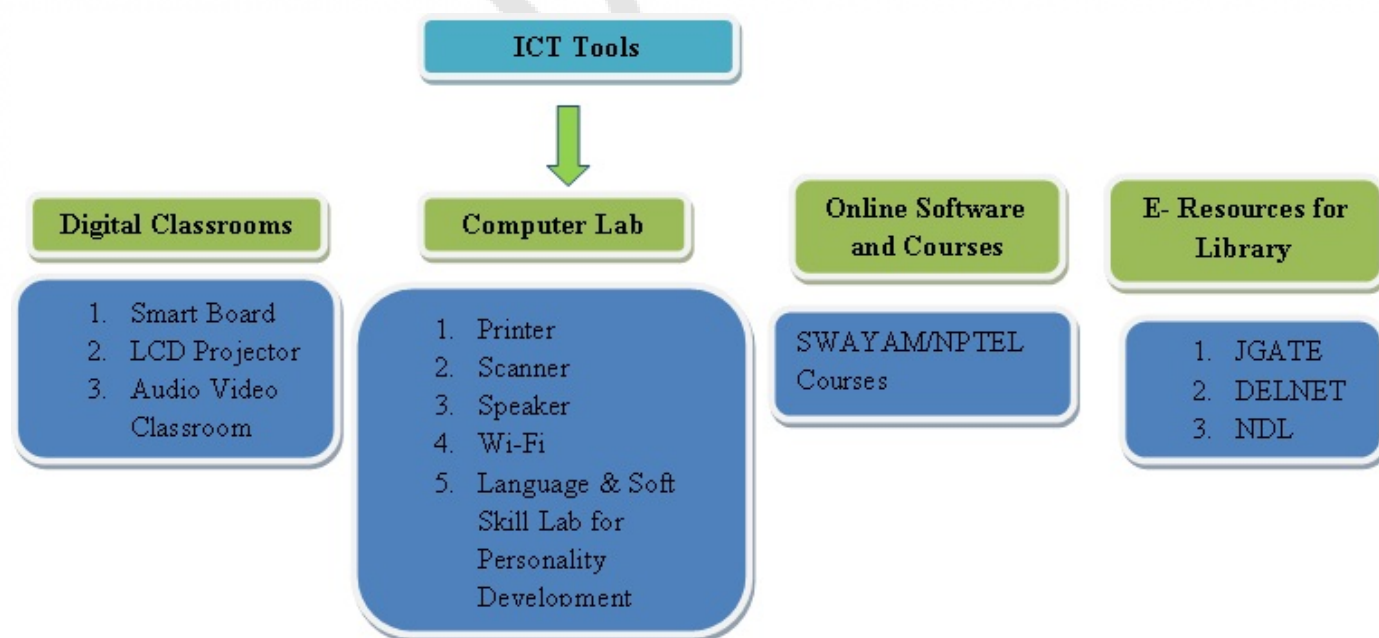 ICT Tools
Digital Classrooms
1. Smart Board
2. LCD Projector
3. Audio Video
Classroom
Computer Lab
1. Printer
2. Scanner
3. Speaker
4. Wi-Fi
5. Language & Soft
Skill Lab for
Personality
Development
Online Software
and Courses
SWAYAM/NPTEL
Courses
E- Resources for
Library
1. JGATE
2. DELNET
3. NDL